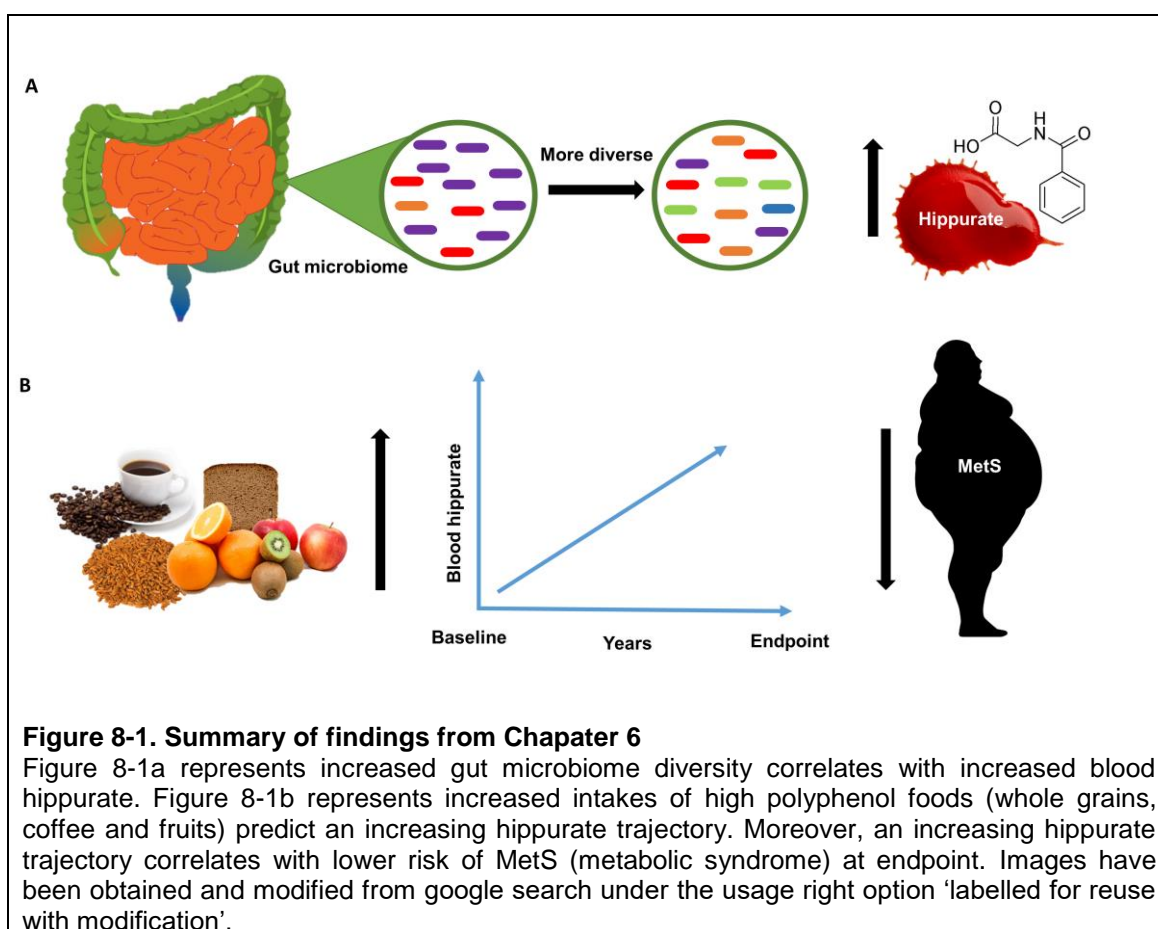 A
More diverse
Gut microbiome
O
HO
H
N
O
Hippurate
B
Blood hippurate
Baseline
Years
Endpoint
MetS
Figure 8-1. Summary of findings from Chapater 6
Figure 8-1a represents increased gut microbiome diversity correlates with increased blood
hippurate. Figure 8-1b represents increased intakes of high polyphenol foods (whole grains,
coffee and fruits) predict an increasing hippurate trajectory. Moreover, an increasing hippurate
trajectory correlates with lower risk of MetS (metabolic syndrome) at endpoint. Images have
been obtained and modified from google search under the usage right option ‘labelled for reuse
with modification’.